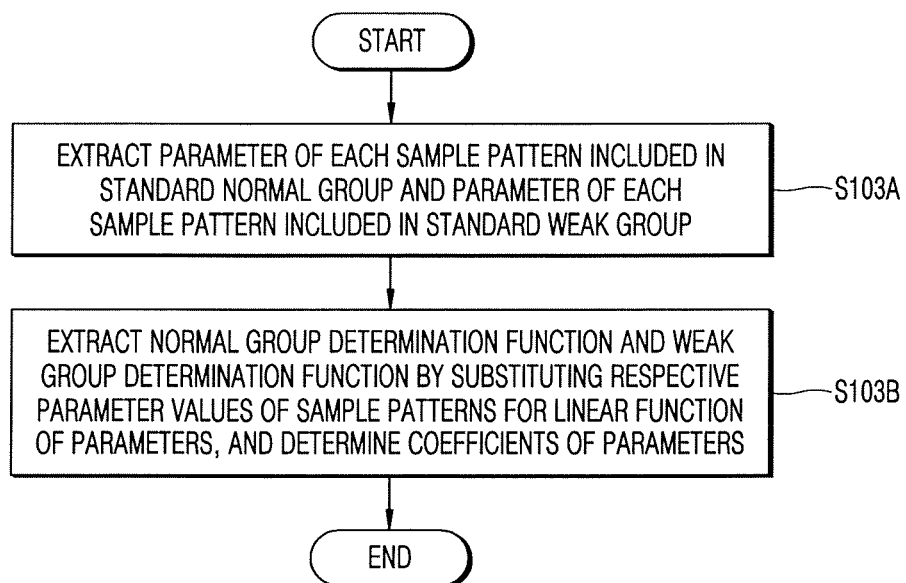 START
EXTRACT PARAMETER OF EACH SAMPLE PATTERN INCLUDED IN
STANDARD NORMAL GROUP AND PARAMETER OF EACH
SAMPLE PATTERN INCLUDED IN STANDARD WEAK GROUP
S103A
EXTRACT NORMAL GROUP DETERMINATION FUNCTION AND WEAK
GROUP DETERMINATION FUNCTION BY SUBSTITUTING RESPECTIVE
PARAMETER VALUES OF SAMPLE PATTERNS FOR LINEAR FUNCTION
OF PARAMETERS, AND DETERMINE COEFFICIENTS OF PARAMETERS
S103B
END